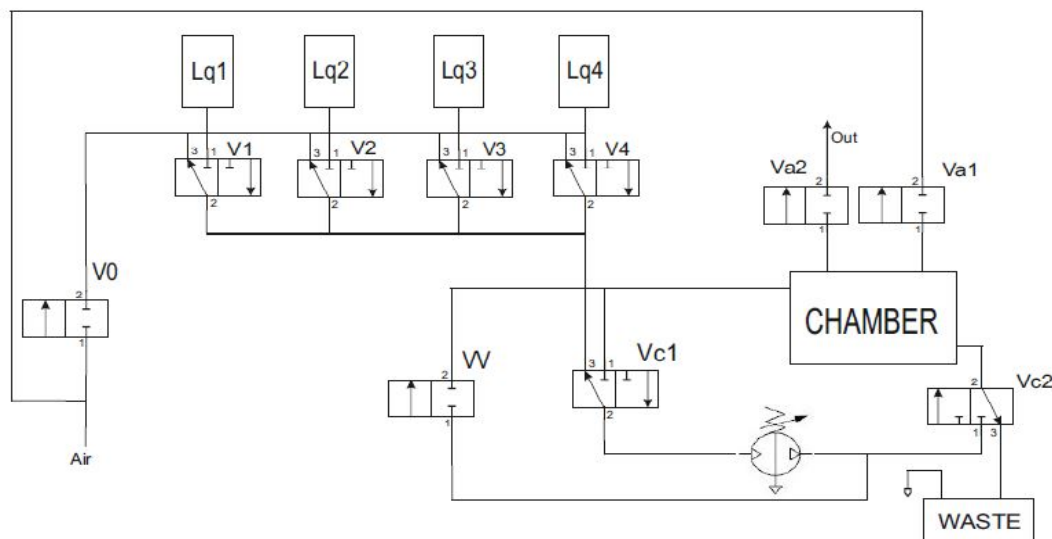 Lq1
Lq2
Lq3
Lq4
3 1 V1
3 1 V2
3 1 V3
3 1 V4
2
2
2
2
Out
Va2
Va1
2
2
1
1
V0
2
1
CHAMBER
VV
2
1
3 1 Vc1
2
2 Vc2
1 3
Air
WASTE